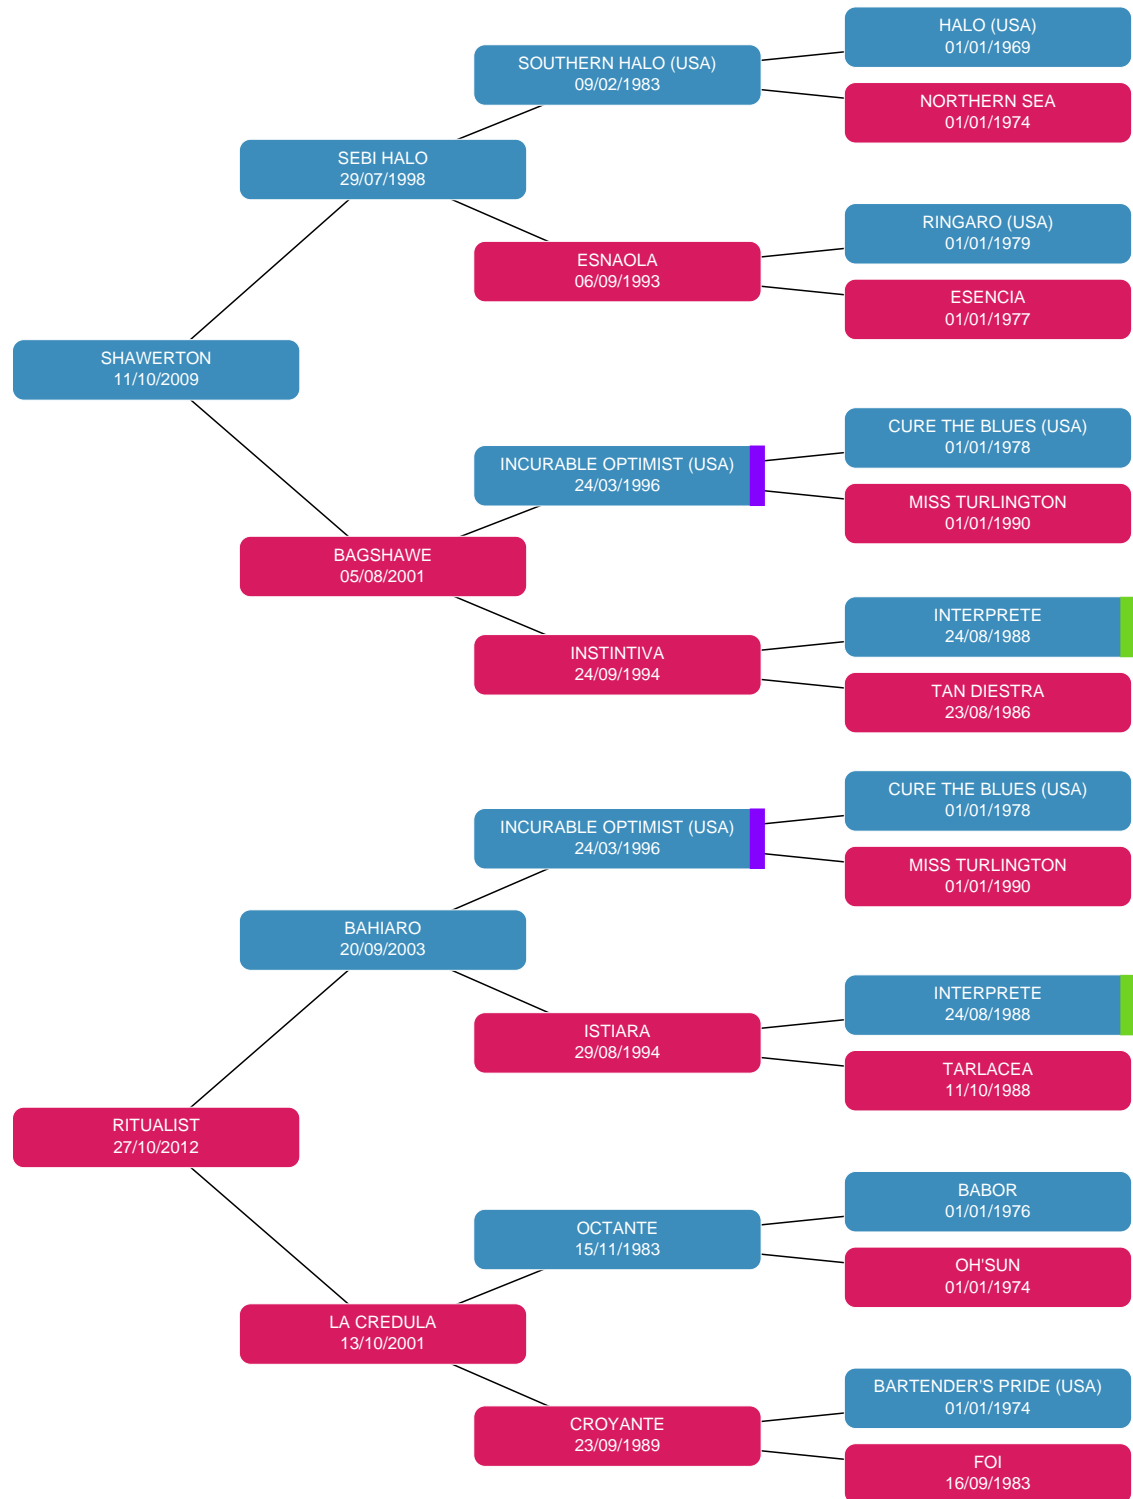 HALO (USA)
01/01/1969
SOUTHERN HALO (USA)
09/02/1983
NORTHERN SEA
01/01/1974
SEBI HALO
29/07/1998
RINGARO (USA)
01/01/1979
ESNAOLA
06/09/1993
ESENCIA
01/01/1977
SHAWERTON
11/10/2009
CURE THE BLUES (USA)
01/01/1978
INCURABLE OPTIMIST (USA)
24/03/1996
MISS TURLINGTON
01/01/1990
BAGSHAWE
05/08/2001
INTERPRETE
24/08/1988
INSTINTIVA
24/09/1994
TAN DIESTRA
23/08/1986
CURE THE BLUES (USA)
01/01/1978
INCURABLE OPTIMIST (USA)
24/03/1996
MISS TURLINGTON
01/01/1990
BAHIARO
20/09/2003
INTERPRETE
24/08/1988
ISTIARA
29/08/1994
TARLACEA
11/10/1988
RITUALIST
27/10/2012
BABOR
01/01/1976
OCTANTE
15/11/1983
OH'SUN
01/01/1974
LA CREDULA
13/10/2001
BARTENDER'S PRIDE (USA)
01/01/1974
CROYANTE
23/09/1989
FOI
16/09/1983